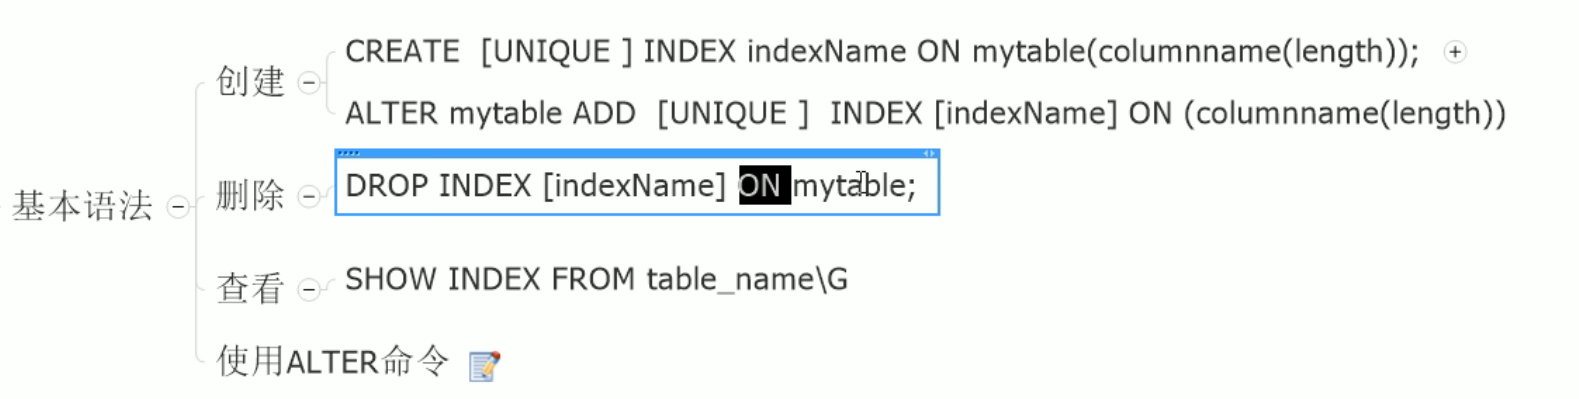 基本语法
创建
CREATE  [UNIQUE ] INDEX indexName ON mytable(columnname(length));
ALTER mytable ADD  [UNIQUE ]  INDEX [indexName] ON (columnname(length))
删除
DROP INDEX [indexName] ON mytable;
查看
SHOW INDEX FROM table_name\G
使用ALTER命令